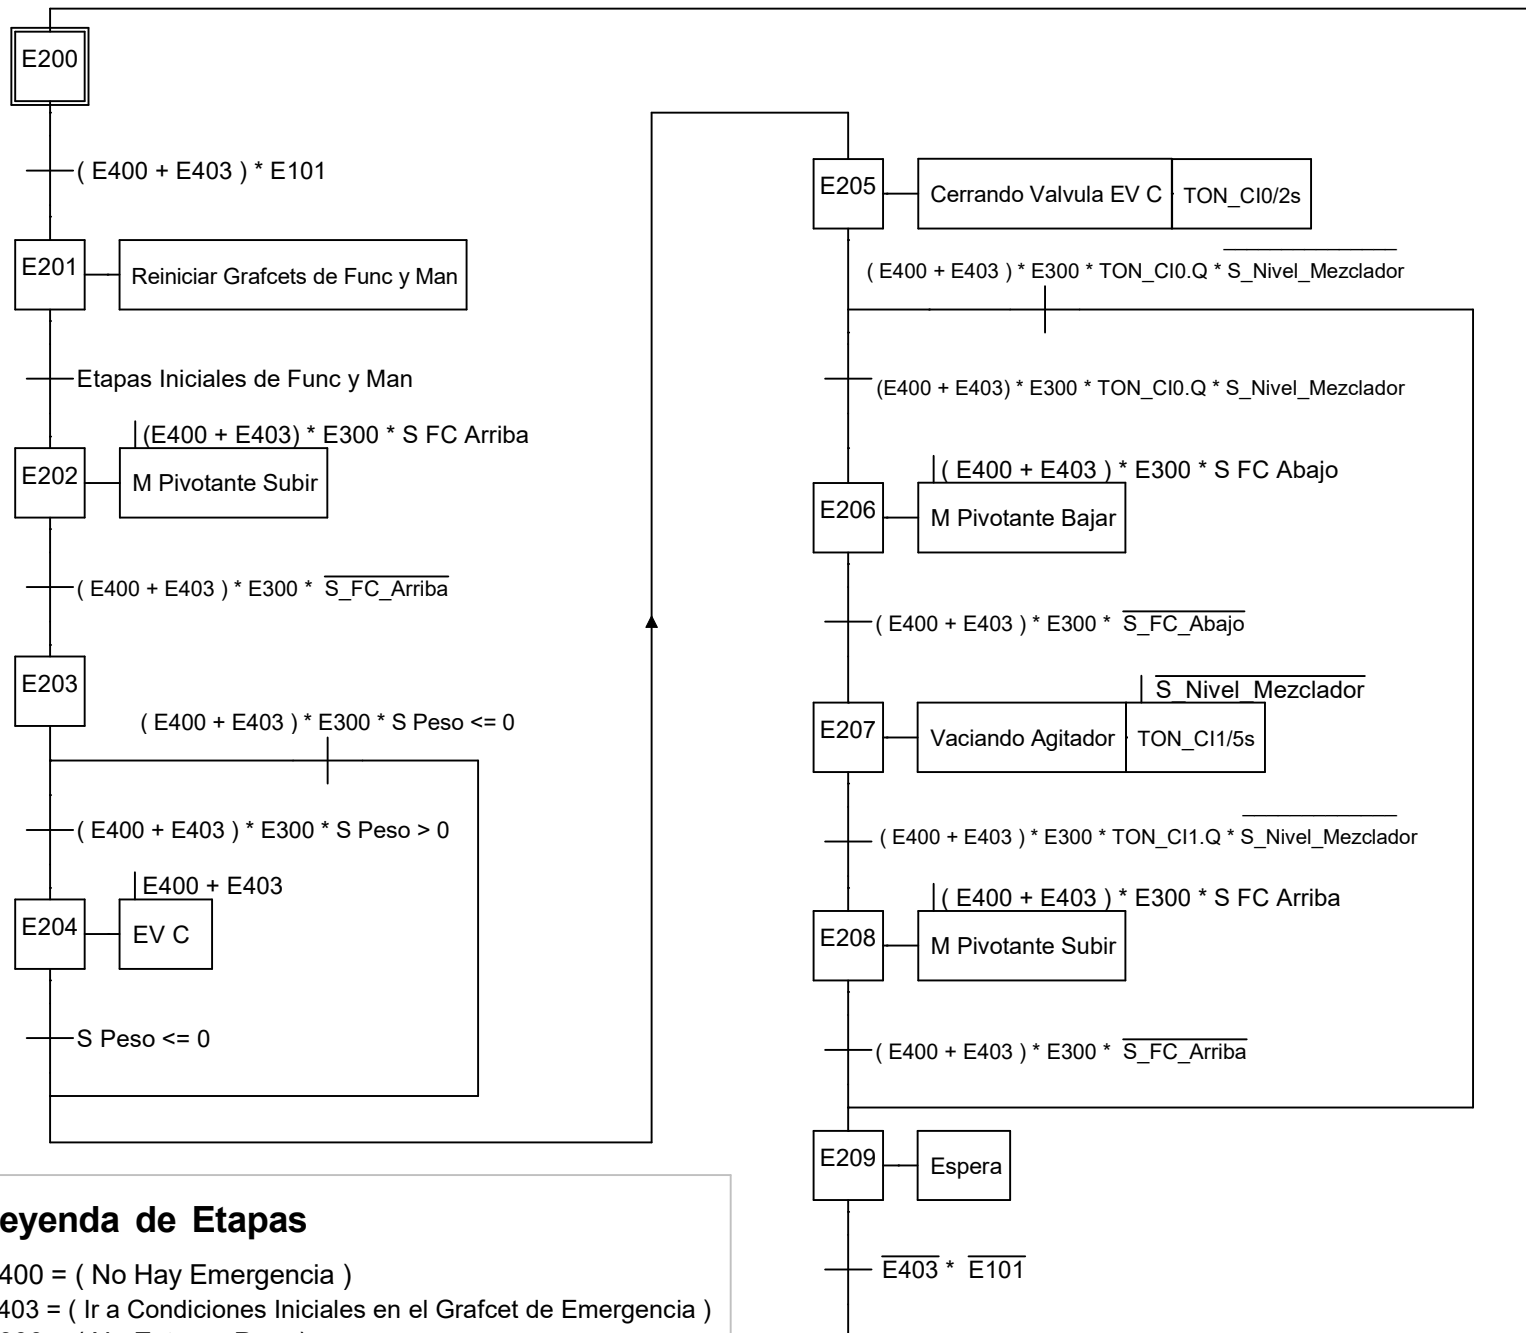 E200
( E400 + E403 ) * E101
E201
Reiniciar Grafcets de Func y Man
Etapas Iniciales de Func y Man
(E400 + E403) * E300 * S FC Arriba
E202
M Pivotante Subir
( E400 + E403 ) * E300 * S_FC_Arriba
E203
( E400 + E403 ) * E300 * S Peso <= 0
( E400 + E403 ) * E300 * S Peso > 0
E400 + E403
E204
EV C
S Peso <= 0
E205
Cerrando Valvula EV C
TON_CI0/2s
( E400 + E403 ) * E300 * TON_CI0.Q * S_Nivel_Mezclador
(E400 + E403) * E300 * TON_CI0.Q * S_Nivel_Mezclador
( E400 + E403 ) * E300 * S FC Abajo
E206
M Pivotante Bajar
( E400 + E403 ) * E300 * S_FC_Abajo
S_Nivel_Mezclador
E207
Vaciando Agitador
TON_CI1/5s
( E400 + E403 ) * E300 * TON_CI1.Q * S_Nivel_Mezclador
( E400 + E403 ) * E300 * S FC Arriba
E208
M Pivotante Subir
( E400 + E403 ) * E300 * S_FC_Arriba
E209
Espera
E403 * E101
eyenda de Etapas
400 = ( No Hay Emergencia )
403 = ( Ir a Condiciones Iniciales en el Grafcet de Emergencia )